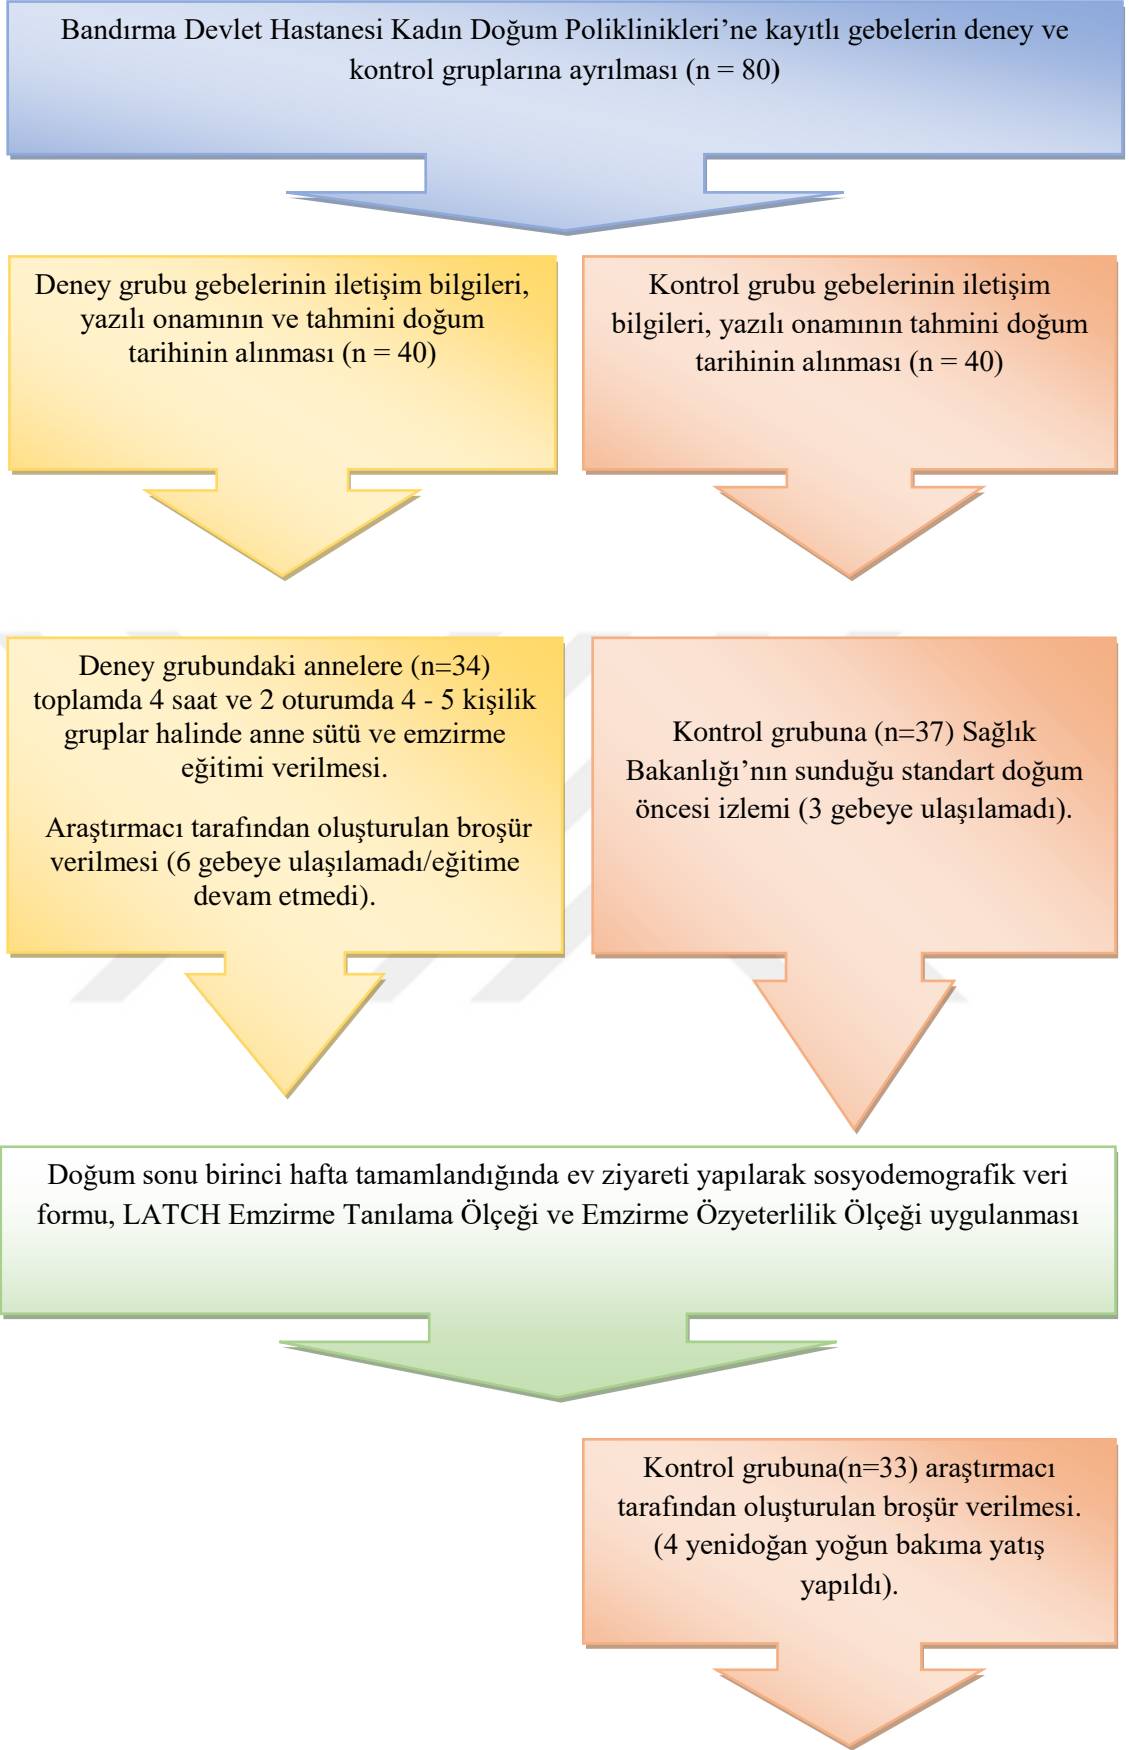 Bandırma Devlet Hastanesi Kadın Doğum Poliklinikleri’ne kayıtlı gebelerin deney ve
kontrol gruplarına ayrılması (n = 80)
Deney grubu gebelerinin iletişim bilgileri,
yazılı onamının ve tahmini doğum
tarihinin alınması (n = 40)
Kontrol grubu gebelerinin iletişim
bilgileri, yazılı onamının tahmini doğum
tarihinin alınması (n = 40)
Deney grubundaki annelere (n=34)
toplamda 4 saat ve 2 oturumda 4 - 5 kişilik
gruplar halinde anne sütü ve emzirme
eğitimi verilmesi.
Araştırmacı tarafından oluşturulan broşür
verilmesi (6 gebeye ulaşılamadı/eğitime
devam etmedi).
Kontrol grubuna (n=37) Sağlık
Bakanlığı’nın sunduğu standart doğum
öncesi izlemi (3 gebeye ulaşılamadı).
Doğum sonu birinci hafta tamamlandığında ev ziyareti yapılarak sosyodemografik veri
formu, LATCH Emzirme Tanılama Ölçeği ve Emzirme Özyeterlilik Ölçeği uygulanması
Kontrol grubuna(n=33) araştırmacı
tarafından oluşturulan broşür verilmesi.
(4 yenidoğan yoğun bakıma yatış
yapıldı).